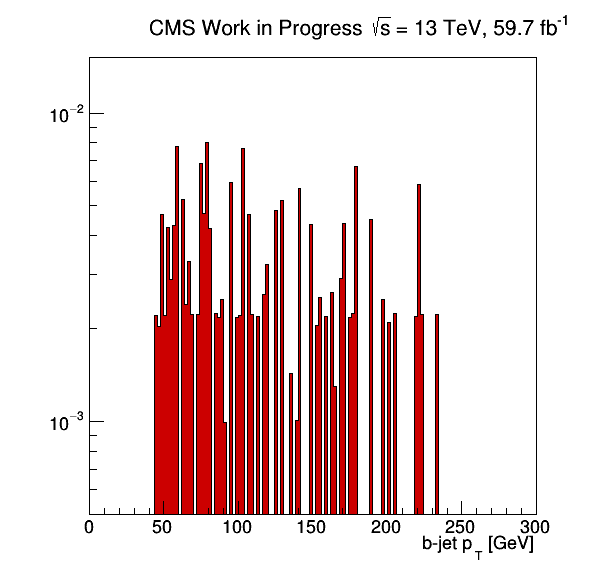 CMS Work in Progress √s = 13 TeV, 59.7 fb⁻¹
10⁻²
10⁻³
0 50 100 150 200 250 300
b-jet p_T [GeV]